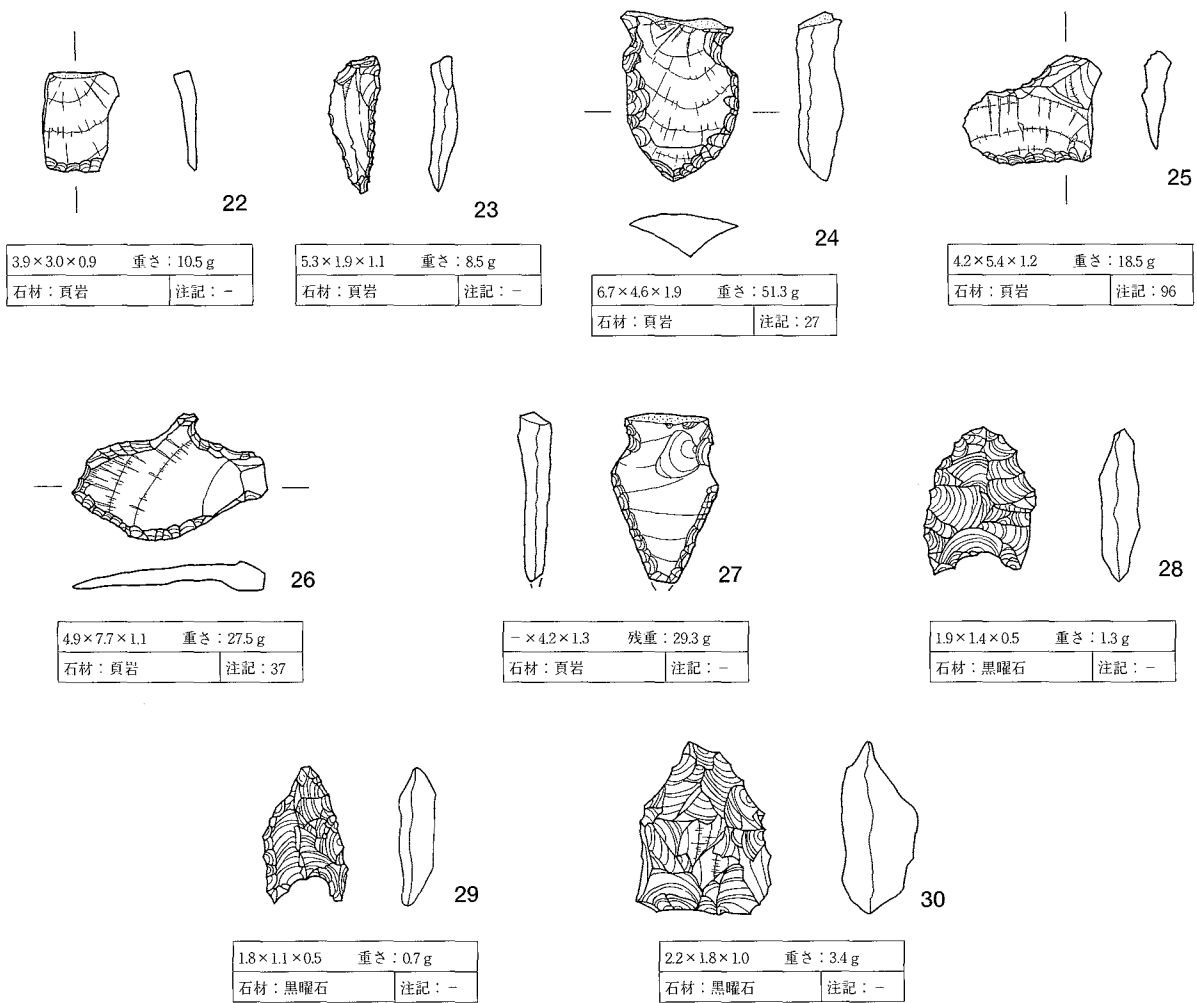 22
3.9×3.0×0.9 重さ：10.5 g
石材：頁岩 注記：－
23
5.3×1.9×1.1 重さ：8.5 g
石材：頁岩 注記：－
24
6.7×4.6×1.9 重さ：51.3 g
石材：頁岩 注記：27
25
4.2×5.4×1.2 重さ：18.5 g
石材：頁岩 注記：96
26
4.9×7.7×1.1 重さ：27.5 g
石材：頁岩 注記：37
27
－×4.2×1.3 残重：29.3 g
石材：頁岩 注記：－
28
1.9×1.4×0.5 重さ：1.3 g
石材：黒曜石 注記：－
29
1.8×1.1×0.5 重さ：0.7 g
石材：黒曜石 注記：－
30
2.2×1.8×1.0 重さ：3.4 g
石材：黒曜石 注記：－